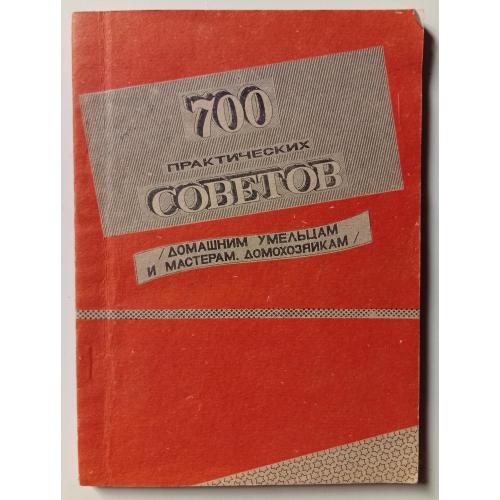 700
ПРАКТИЧЕСКИХ
СОВЕТОВ
/ДОМАШНИМ УМЕЛЬЦАМ
И МАСТЕРАМ, ДОМОХОЗЯЙКАМ/